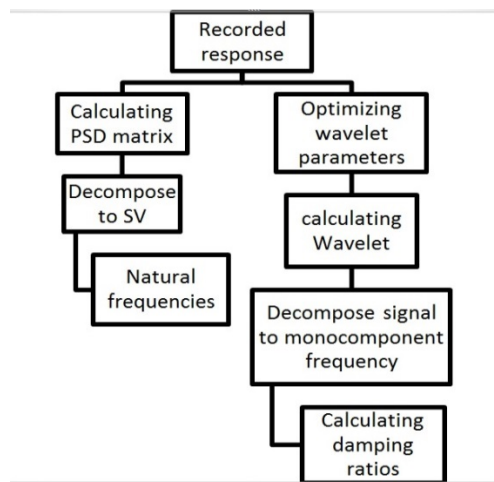 Recorded
response
Calculating
PSD matrix
Decompose
to SV
Natural
frequencies
Optimizing
wavelet
parameters
calculating
Wavelet
Decompose signal
to monocomponent
frequency
Calculating
damping
ratios